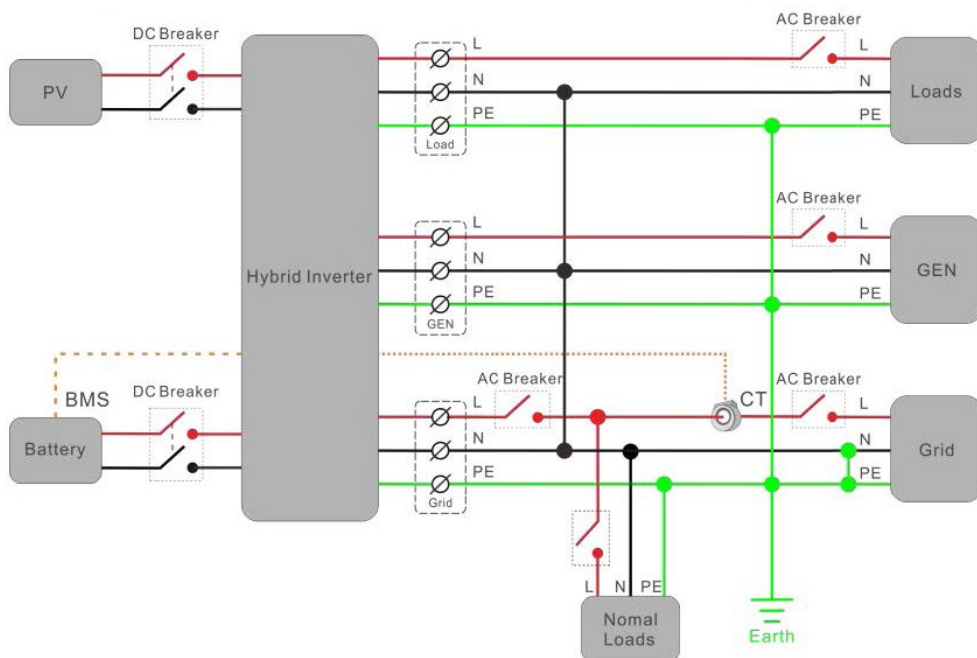 DC Breaker
AC Breaker
L
L
PV
N
N
Loads
PE
PE
Load
AC Breaker
L
L
Hybrid Inverter
N
N
GEN
PE
PE
GEN
BMS
DC Breaker
AC Breaker
CT
AC Breaker
L
L
Battery
N
N
Grid
PE
PE
Grid
L
N
PE
Nomal
Loads
Earth